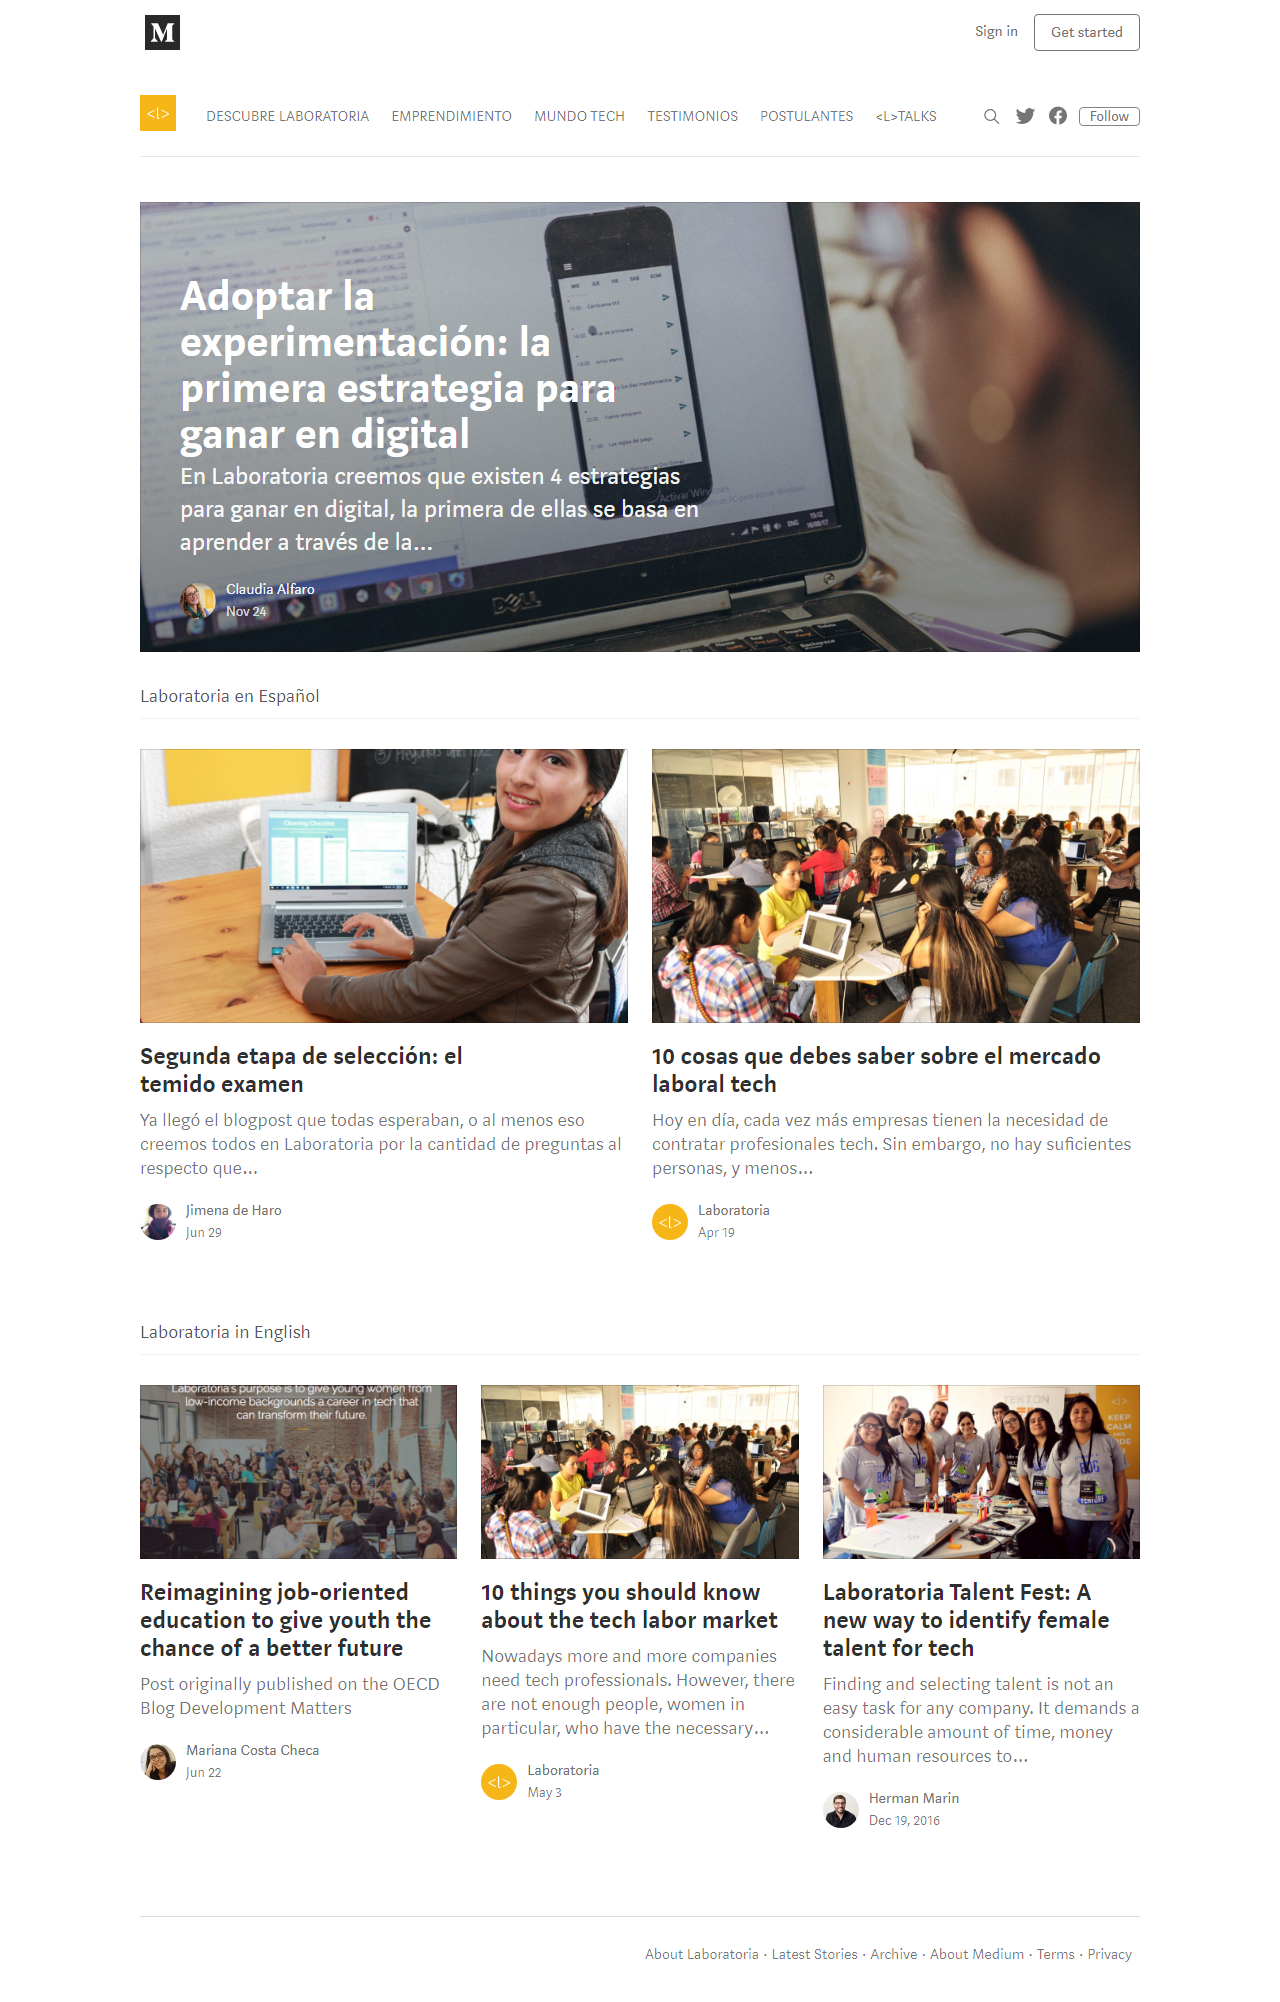 M
Sign in
Get started
<l>
DESCUBRE LABORATORIA
EMPRENDIMIENTO
MUNDO TECH
TESTIMONIOS
POSTULANTES
<L>TALKS
Follow
Adoptar la
experimentación: la
primera estrategia para
ganar en digital
En Laboratoria creemos que existen 4 estrategias
para ganar en digital, la primera de ellas se basa en
aprender a través de la…
Claudia Alfaro
Nov 24
DELL
Laboratoria en Español
Cleaning Checklist
Segunda etapa de selección: el
temido examen
Ya llegó el blogpost que todas esperaban, o al menos eso
creemos todos en Laboratoria por la cantidad de preguntas al
respecto que…
Jimena de Haro
Jun 29
10 cosas que debes saber sobre el mercado
laboral tech
Hoy en día, cada vez más empresas tienen la necesidad de
contratar profesionales tech. Sin embargo, no hay suficientes
personas, y menos…
<l>
Laboratoria
Apr 19
Laboratoria in English
Laboratoria's purpose is to give young women from
low-income backgrounds a career in tech that
can transform their future.
Reimagining job-oriented
education to give youth the
chance of a better future
Post originally published on the OECD
Blog Development Matters
Mariana Costa Checa
Jun 22
10 things you should know
about the tech labor market
Nowadays more and more companies
need tech professionals. However, there
are not enough people, women in
particular, who have the necessary…
<l>
Laboratoria
May 3
TEKTON
<l>
KEEP
CALM
AND
Laboratoria Talent Fest: A
new way to identify female
talent for tech
Finding and selecting talent is not an
easy task for any company. It demands a
considerable amount of time, money
and human resources to…
Herman Marin
Dec 19, 2016
About Laboratoria · Latest Stories · Archive · About Medium · Terms · Privacy